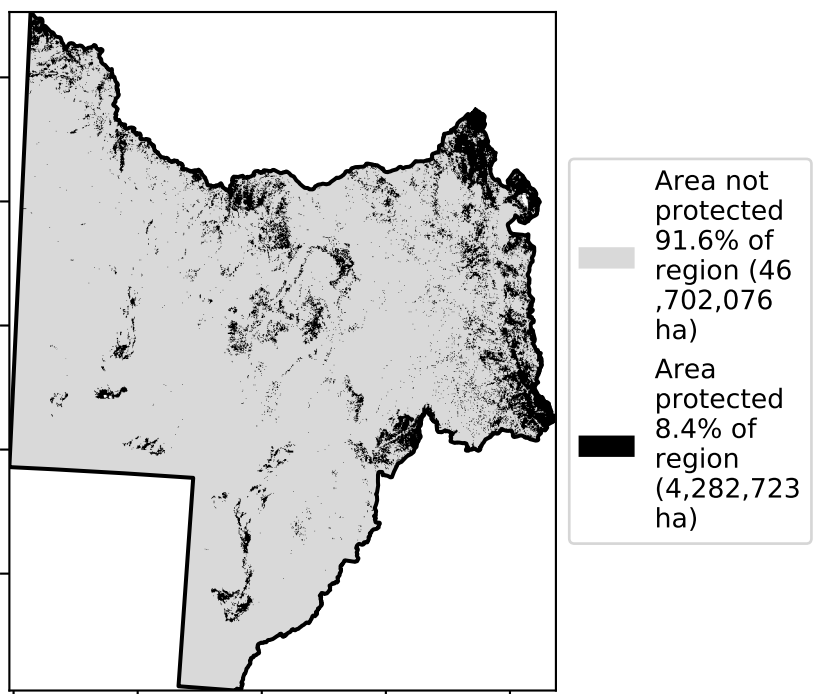 Area not
protected
91.6% of
region (46
,702,076
ha)
Area
protected
8.4% of
region
(4,282,723
ha)